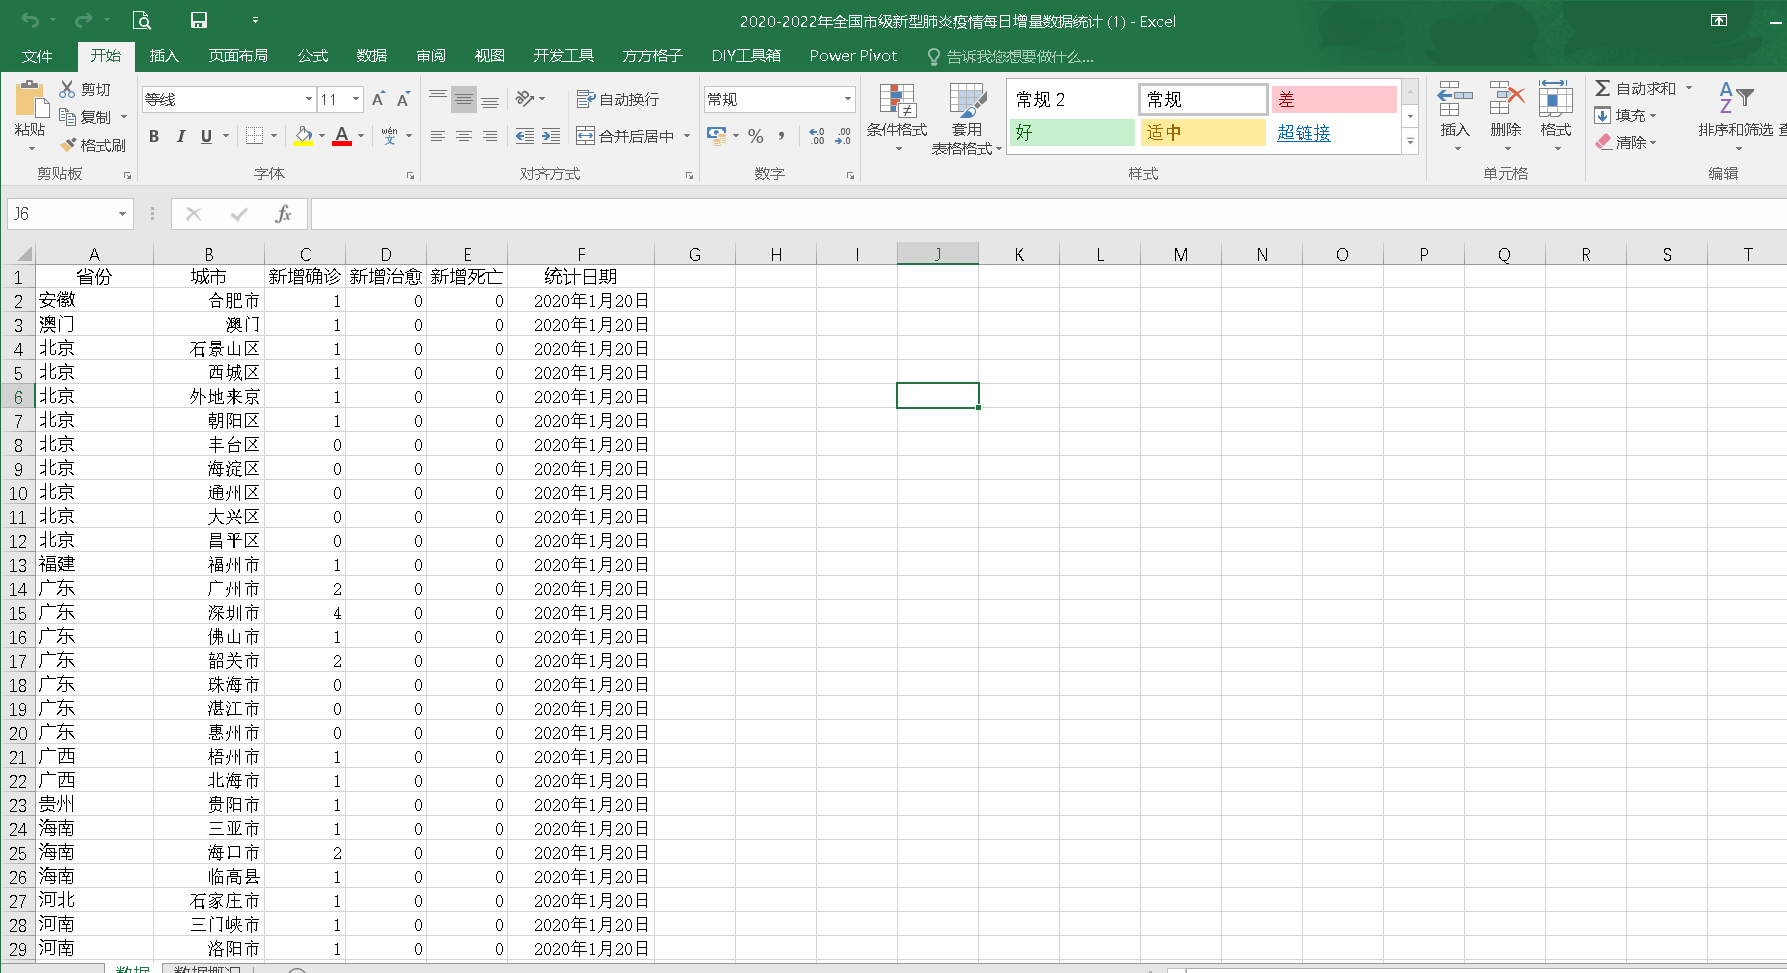 2020-2022年全国市级新型肺炎疫情每日增量数据统计 (1) - Excel
文件 开始 插入 页面布局 公式 数据 审阅 视图 开发工具 方方格子 DIY工具箱 Power Pivot 告诉我您想要做什么...
剪切 等线 11 自动换行 常规 常规 2 常规 差 自动求和
复制 填充
粘贴 条件格式 套用 好 适中 超链接 插入 删除 格式 排序和筛选
格式刷 B I U A wén 文 合并后居中 % 表格格式 清除
剪贴板 字体 对齐方式 数字 样式 单元格 编辑
J6 fx
A B C D E F G H I J K L M N O P Q R S T
1 省份 城市 新增确诊 新增治愈 新增死亡 统计日期
2 安徽 合肥市 1 0 0 2020年1月20日
3 澳门 澳门 1 0 0 2020年1月20日
4 北京 石景山区 1 0 0 2020年1月20日
5 北京 西城区 1 0 0 2020年1月20日
6 北京 外地来京 1 0 0 2020年1月20日
7 北京 朝阳区 1 0 0 2020年1月20日
8 北京 丰台区 0 0 0 2020年1月20日
9 北京 海淀区 0 0 0 2020年1月20日
10 北京 通州区 0 0 0 2020年1月20日
11 北京 大兴区 0 0 0 2020年1月20日
12 北京 昌平区 0 0 0 2020年1月20日
13 福建 福州市 1 0 0 2020年1月20日
14 广东 广州市 2 0 0 2020年1月20日
15 广东 深圳市 4 0 0 2020年1月20日
16 广东 佛山市 1 0 0 2020年1月20日
17 广东 韶关市 2 0 0 2020年1月20日
18 广东 珠海市 0 0 0 2020年1月20日
19 广东 湛江市 0 0 0 2020年1月20日
20 广东 惠州市 0 0 0 2020年1月20日
21 广西 梧州市 1 0 0 2020年1月20日
22 广西 北海市 1 0 0 2020年1月20日
23 贵州 贵阳市 1 0 0 2020年1月20日
24 海南 三亚市 1 0 0 2020年1月20日
25 海南 海口市 2 0 0 2020年1月20日
26 海南 临高县 1 0 0 2020年1月20日
27 河北 石家庄市 1 0 0 2020年1月20日
28 河南 三门峡市 1 0 0 2020年1月20日
29 河南 洛阳市 1 0 0 2020年1月20日
数据 数据概况